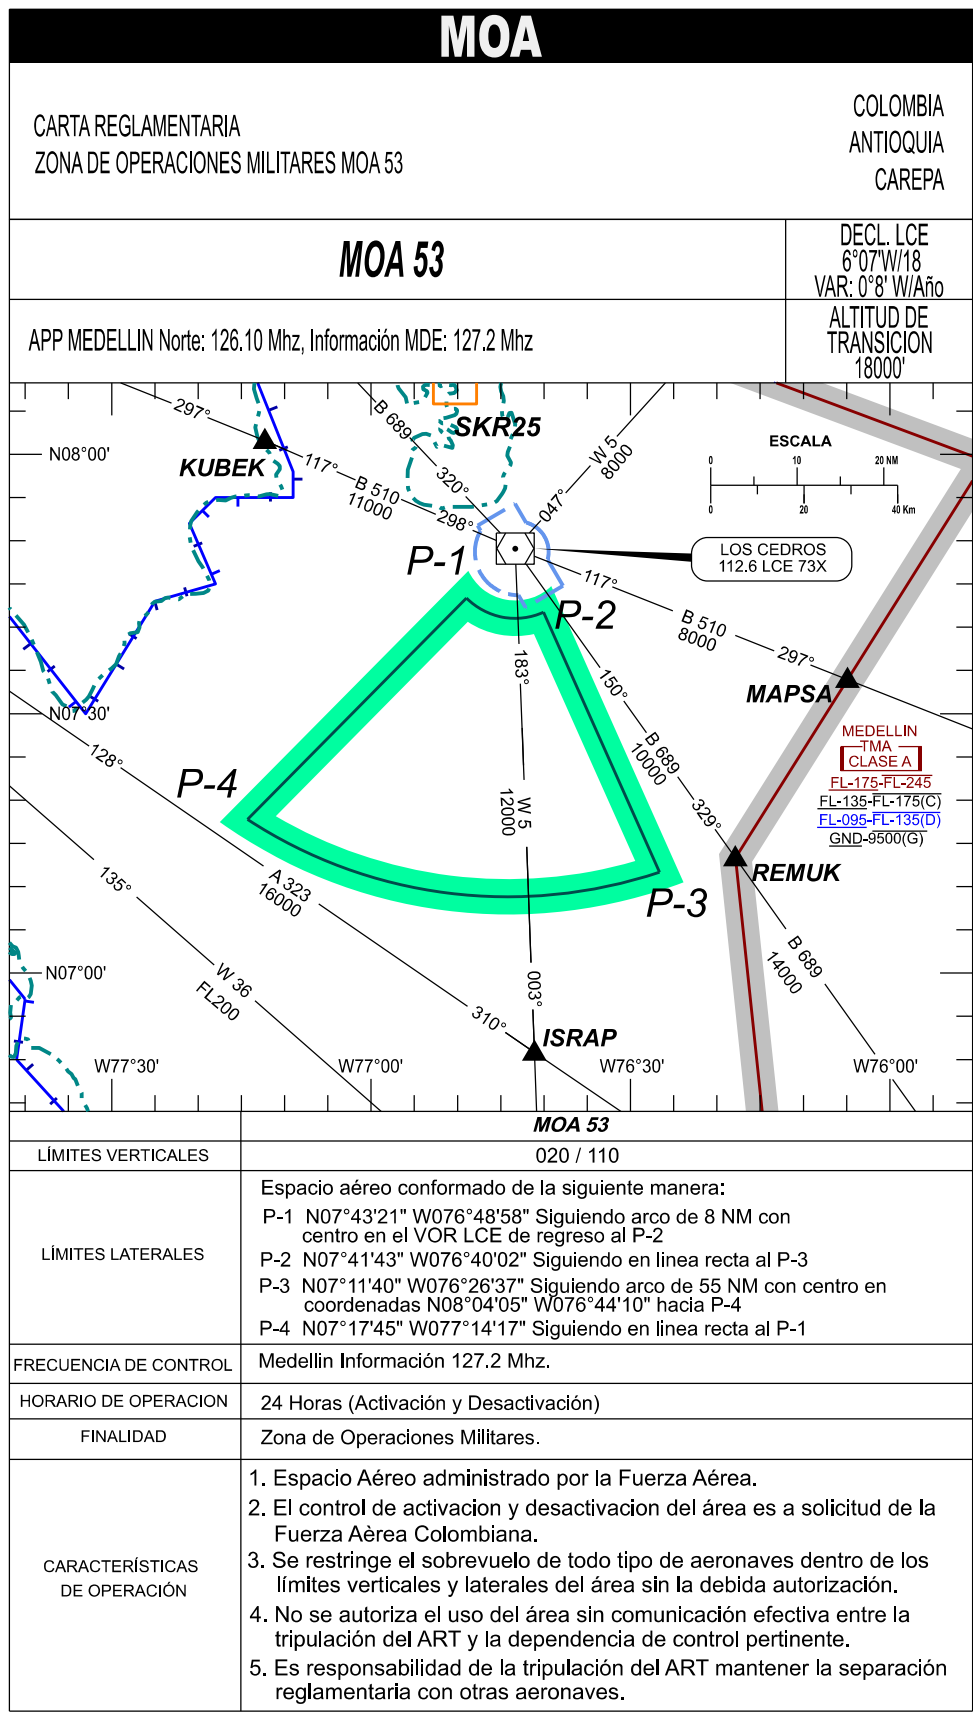 MOA
CARTA REGLAMENTARIA
ZONA DE OPERACIONES MILITARES MOA 53
COLOMBIA
ANTIOQUIA
CAREPA
MOA 53
DECL. LCE
6°07'W/18
VAR: 0°8' W/Año
APP MEDELLIN Norte: 126.10 Mhz, Información MDE: 127.2 Mhz
ALTITUD DE
TRANSICION
18000'
297°
B 689
SKR25
W 5
8000
ESCALA
0 10 20 NM
0 20 40 Km
N08°00'
KUBEK
117°
B 510
11000
320°
298°
047°
P-1
LOS CEDROS
112.6 LCE 73X
117°
P-2
B 510
8000
297°
183°
150°
MAPSA
N07°30'
128°
B 689
10000
MEDELLIN
TMA
CLASE A
FL-175-FL-245
FL-135-FL-175(C)
FL-095-FL-135(D)
GND-9500(G)
P-4
W 5
12000
329°
135°
A 323
16000
REMUK
P-3
B 689
14000
N07°00'
W 36
FL200
003°
310°
ISRAP
W77°30'
W77°00'
W76°30'
W76°00'
MOA 53
LÍMITES VERTICALES
020 / 110
LÍMITES LATERALES
Espacio aéreo conformado de la siguiente manera:
P-1 N07°43'21" W076°48'58" Siguiendo arco de 8 NM con
centro en el VOR LCE de regreso al P-2
P-2 N07°41'43" W076°40'02" Siguiendo en linea recta al P-3
P-3 N07°11'40" W076°26'37" Siguiendo arco de 55 NM con centro en
coordenadas N08°04'05" W076°44'10" hacia P-4
P-4 N07°17'45" W077°14'17" Siguiendo en linea recta al P-1
FRECUENCIA DE CONTROL
Medellin Información 127.2 Mhz.
HORARIO DE OPERACION
24 Horas (Activación y Desactivación)
FINALIDAD
Zona de Operaciones Militares.
CARACTERÍSTICAS
DE OPERACIÓN
1. Espacio Aéreo administrado por la Fuerza Aérea.
2. El control de activacion y desactivacion del área es a solicitud de la
Fuerza Aèrea Colombiana.
3. Se restringe el sobrevuelo de todo tipo de aeronaves dentro de los
límites verticales y laterales del área sin la debida autorización.
4. No se autoriza el uso del área sin comunicación efectiva entre la
tripulación del ART y la dependencia de control pertinente.
5. Es responsabilidad de la tripulación del ART mantener la separación
reglamentaria con otras aeronaves.